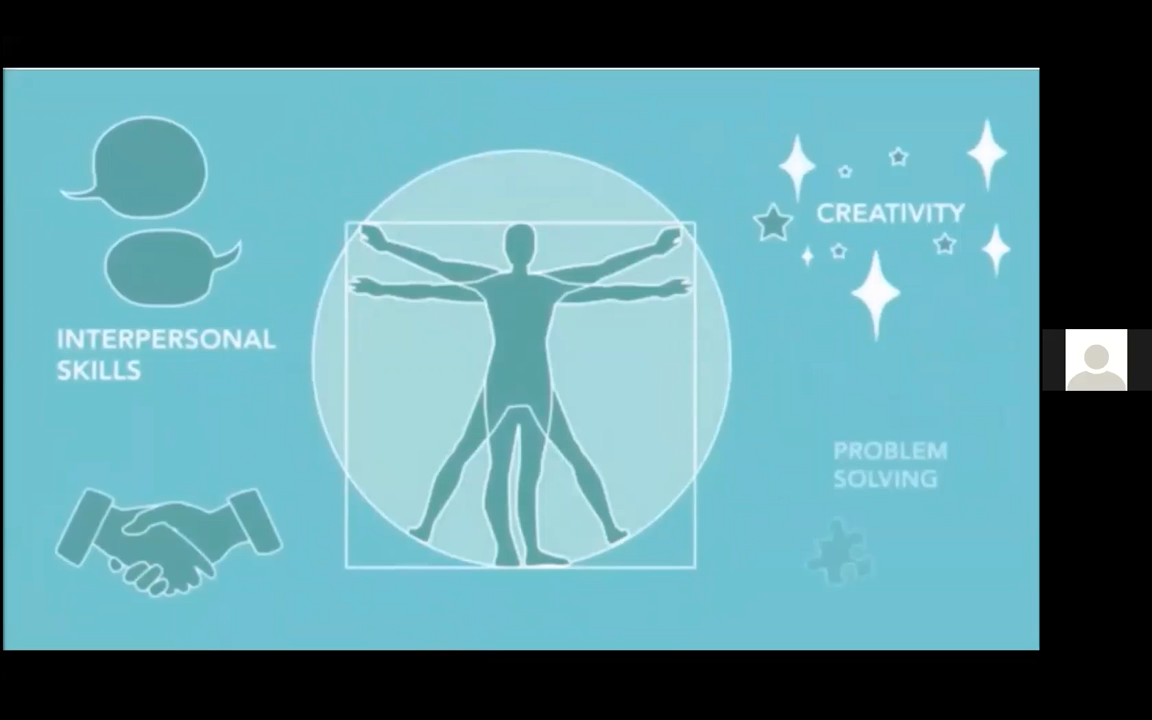 INTERPERSONAL
SKILLS
CREATIVITY
PROBLEM
SOLVING